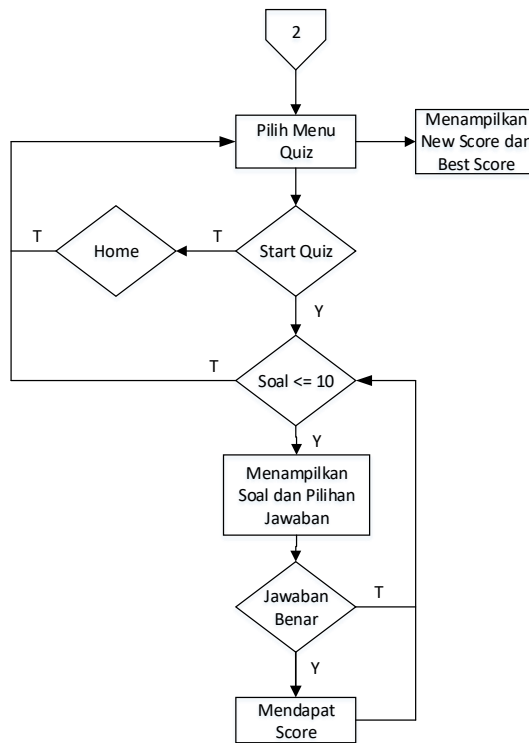 2
Pilih Menu
Quiz
Menampilkan
New Score dan
Best Score
T
Home
T
Start Quiz
Y
T
Soal <= 10
Y
Menampilkan
Soal dan Pilihan
Jawaban
Jawaban
Benar
T
Y
Mendapat
Score